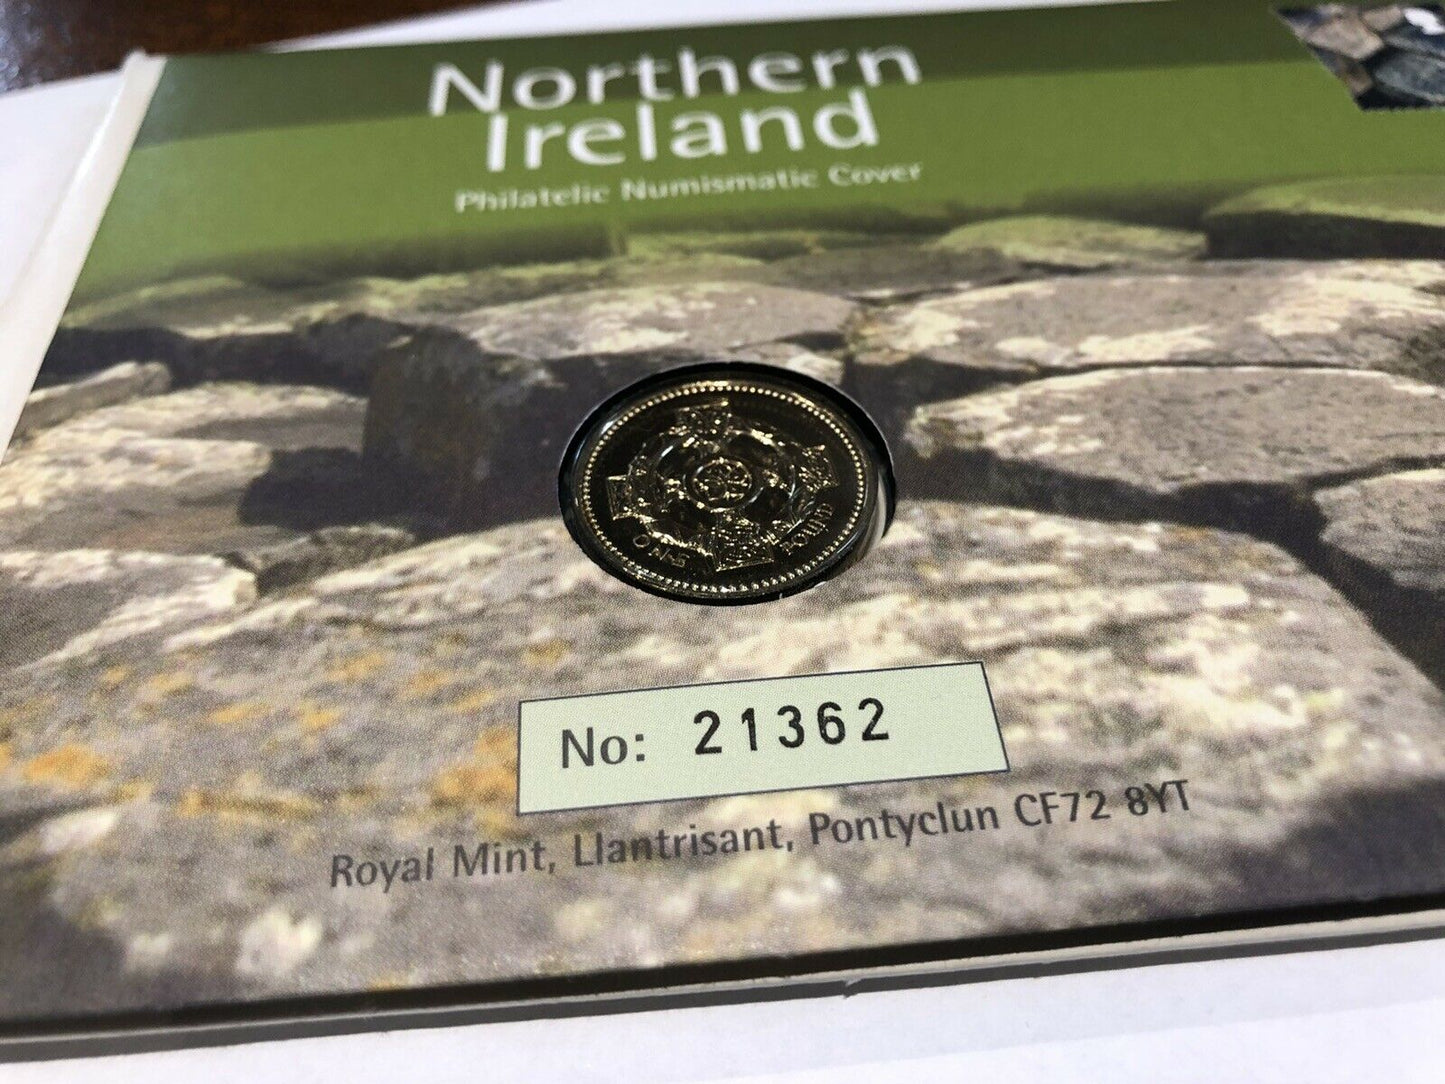 Northern
Ireland
Philatelic Numismatic Cover
ONE POUND
No: 21362
Royal Mint, Llantrisant, Pontyclun CF72 8YT